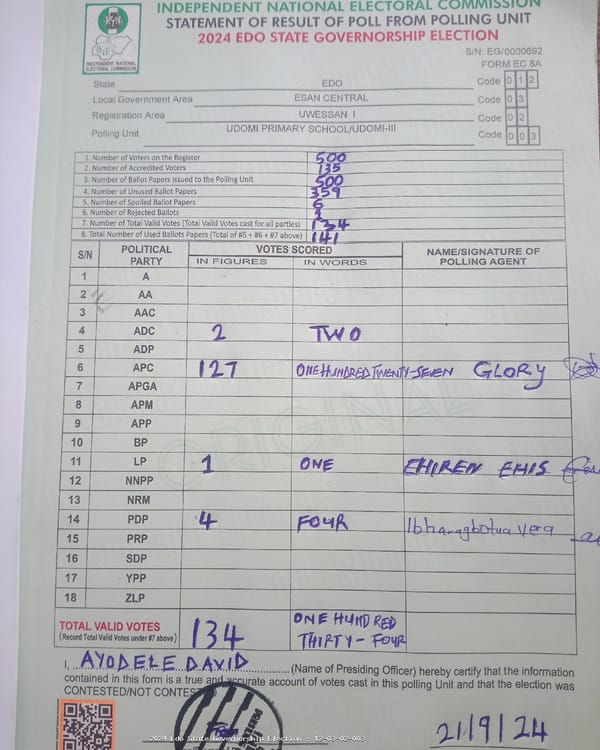 INDEPENDENT NATIONAL ELECTORAL COMMISSION
STATEMENT OF RESULT OF POLL FROM POLLING UNIT
2024 EDO STATE GOVERNORSHIP ELECTION
S/N: EG/0000692
FORM EC 8A
INEC
INDEPENDENT NATIONAL
ELECTORAL COMMISSION
State EDO Code 0 1 2
Local Government Area ESAN CENTRAL Code 0 3
Registration Area UWESSAN I Code 0 2
Polling Unit UDOMI PRIMARY SCHOOL/UDOMI-III Code 0 0 3
1. Number of Voters on the Register 500
2. Number of Accredited Voters 135
3. Number of Ballot Papers Issued to the Polling Unit 500
4. Number of Unused Ballot Papers 359
5. Number of Spoiled Ballot Papers 6
6. Number of Rejected Ballots 1
7. Number of Total Valid Votes (Total Valid Votes cast for all parties) 134
8. Total Number of Used Ballots Papers (Total of #5 + #6 + #7 above) 141
S/N POLITICAL PARTY VOTES SCORED NAME/SIGNATURE OF POLLING AGENT
IN FIGURES IN WORDS
1 A
2 AA
3 AAC
4 ADC 2 TWO
5 ADP
6 APC 127 ONE HUNDRED TWENTY-SEVEN GLORY
7 APGA
8 APM
9 APP
10 BP
11 LP 1 ONE EHIREN EHIS
12 NNPP
13 NRM
14 PDP 4 FOUR
15 PRP
16 SDP
17 YPP
18 ZLP
TOTAL VALID VOTES 134 ONE HUNDRED
(Record Total Valid Votes under #7 above) THIRTY-FOUR
I, AYODELE DAVID (Name of Presiding Officer) hereby certify that the information
contained in this form is a true and accurate account of votes cast in this polling Unit and that the election was
CONTESTED/NOT CONTESTED
ORIGINAL
2024 Edo State Governorship Election - 12-03-02-003
21/9/24